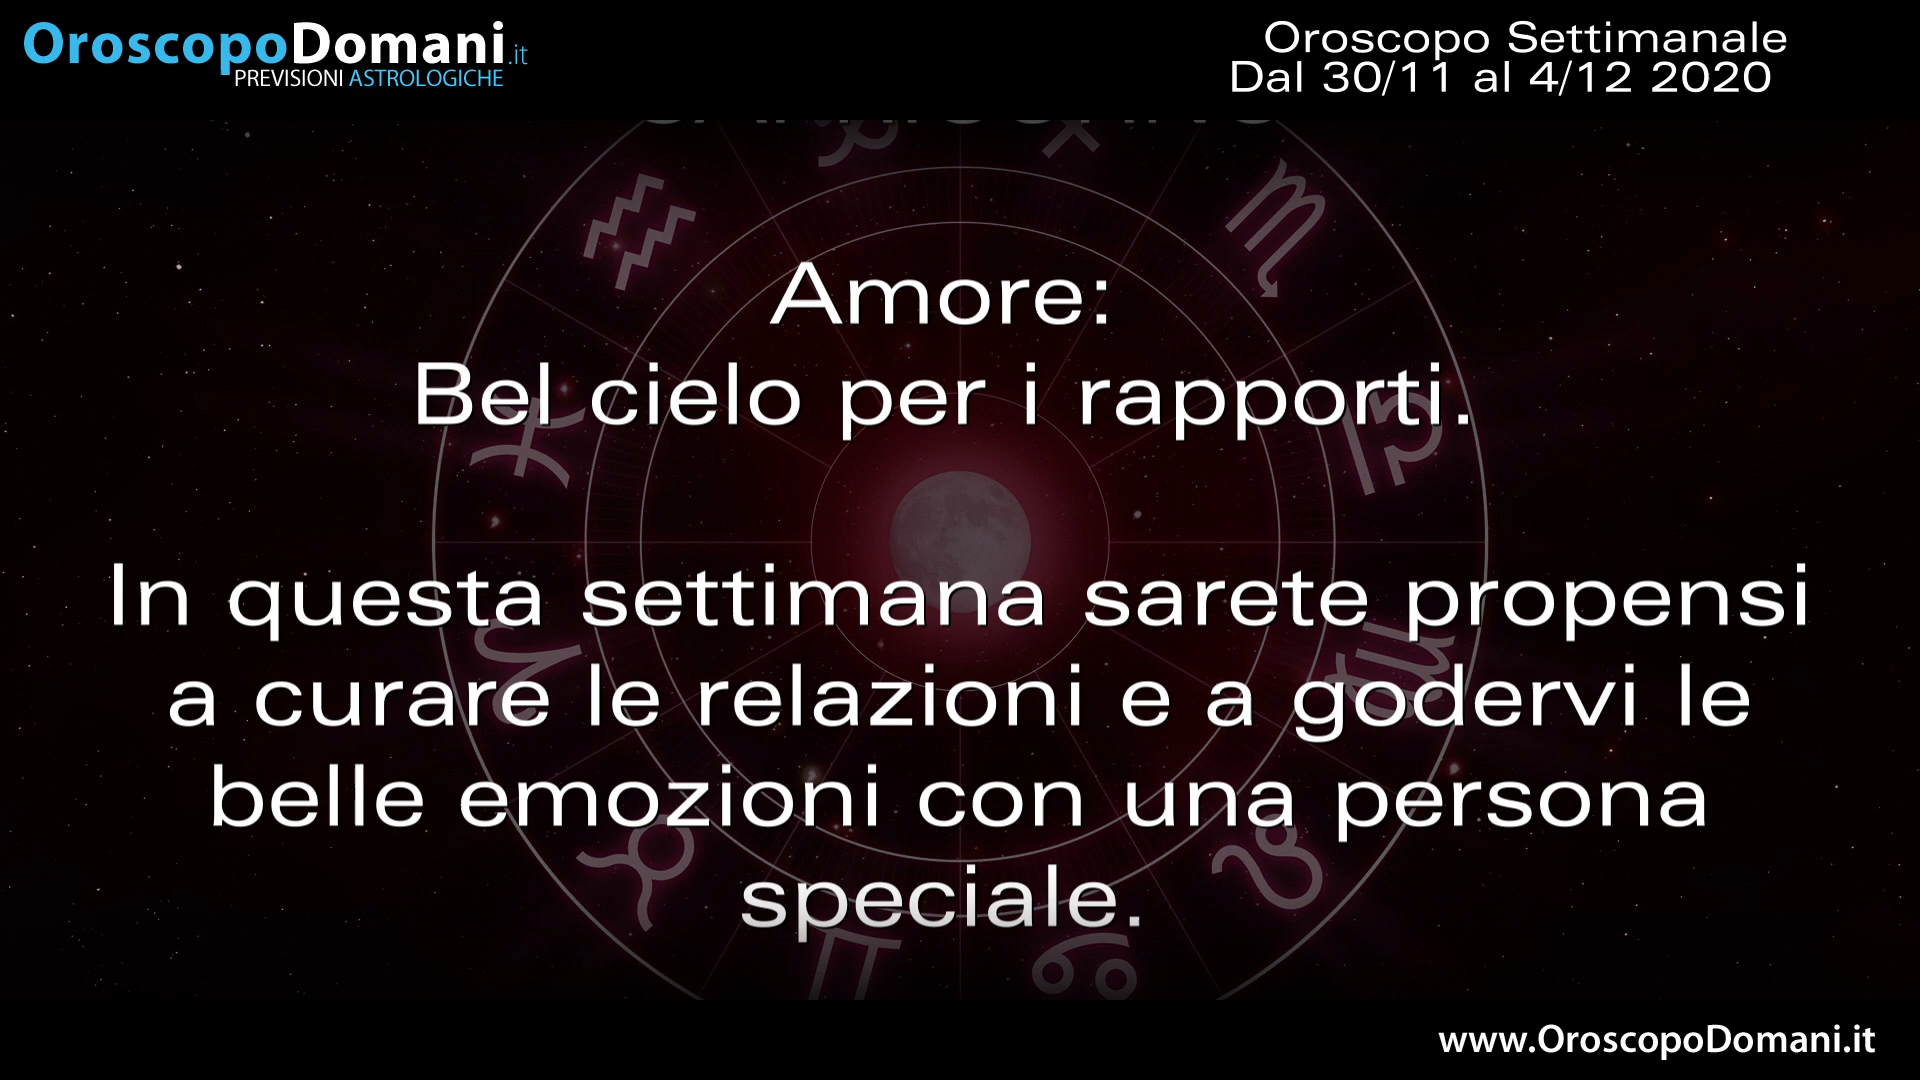 OroscopoDomani.it
PREVISIONI ASTROLOGICHE
Oroscopo Settimanale
Dal 30/11 al 4/12 2020
Amore:
Bel cielo per i rapporti.
In questa settimana sarete propensi
a curare le relazioni e a godervi le
belle emozioni con una persona
speciale.
www.OroscopoDomani.it